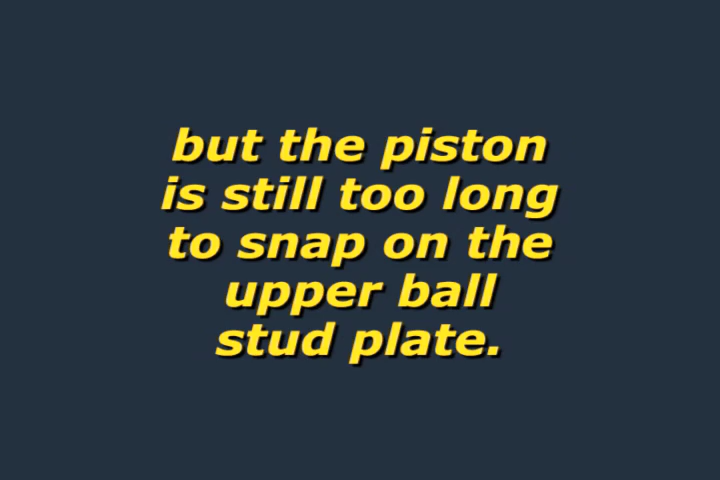 but the piston
is still too long
to snap on the
upper ball
stud plate.